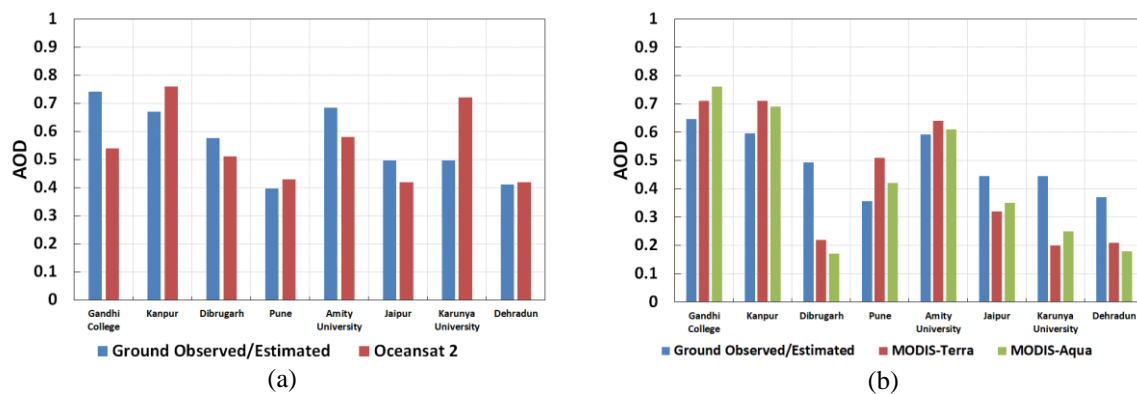 1
0.9
0.8
0.7
0.6
0.5
0.4
0.3
0.2
0.1
0
AOD
Gandhi College
Kanpur
Dibrugarh
Pune
Amity University
Jaipur
Karunya University
Dehradun
Ground Observed/Estimated
Oceansat 2
(a)
1
0.9
0.8
0.7
0.6
0.5
0.4
0.3
0.2
0.1
0
AOD
Gandhi College
Kanpur
Dibrugarh
Pune
Amity University
Jaipur
Karunya University
Dehradun
Ground Observed/Estimated
MODIS-Terra
MODIS-Aqua
(b)